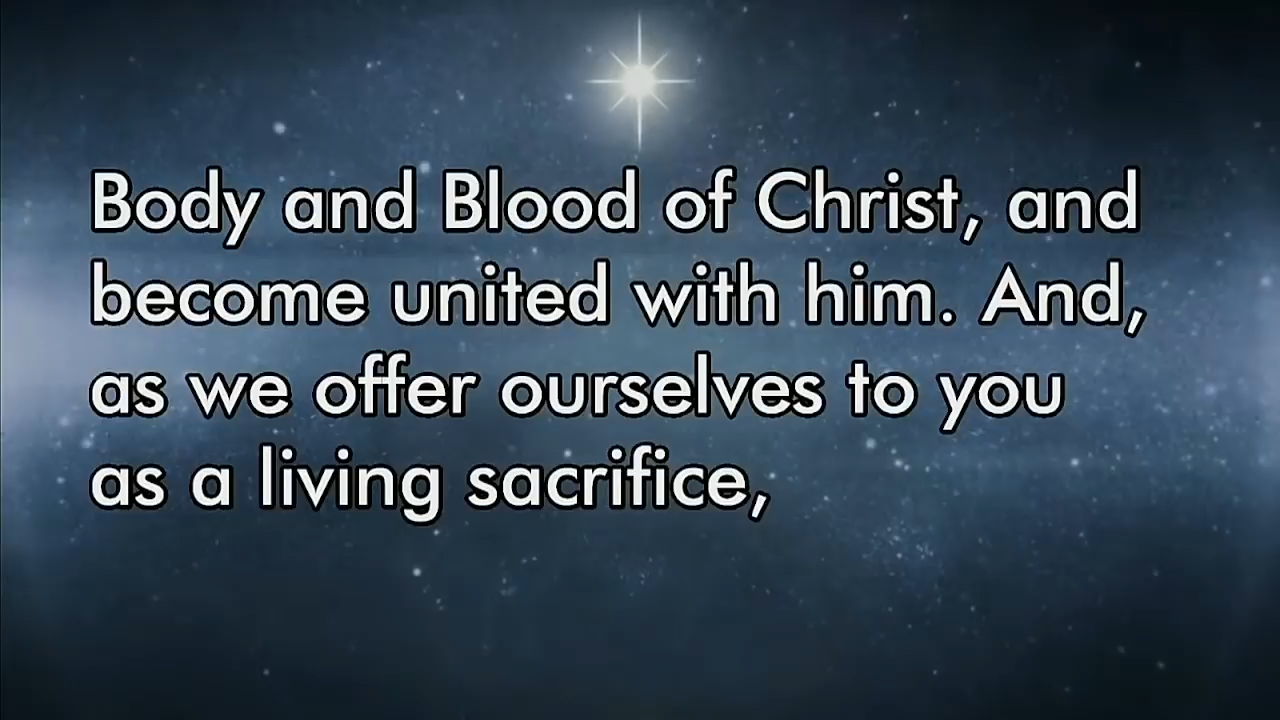 Body and Blood of Christ, and
become united with him. And,
as we offer ourselves to you
as a living sacrifice,